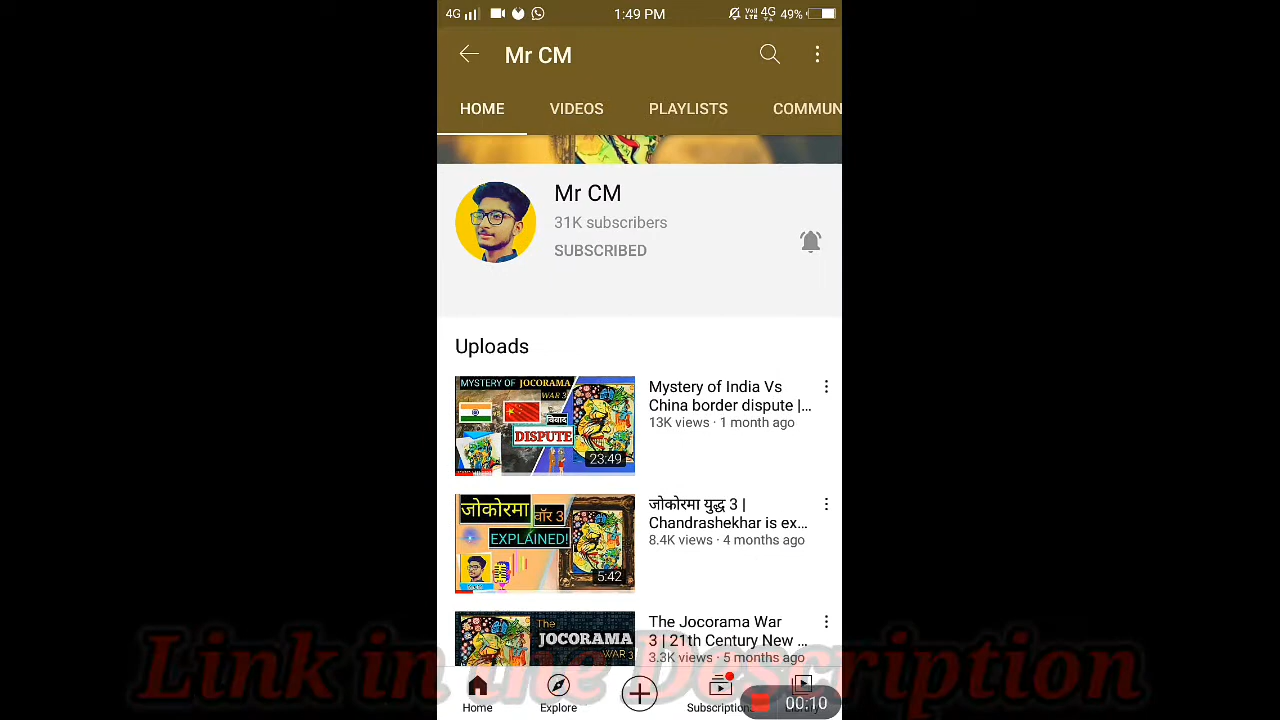 4G 1:49 PM VoI) LTE 4G 49%
Mr CM
HOME VIDEOS PLAYLISTS COMMUN
Mr CM
31K subscribers
SUBSCRIBED
Uploads
MYSTERY OF JOCORAMA
WAR 3
विवाद
DISPUTE
23:49
Mystery of India Vs
China border dispute |...
13K views · 1 month ago
जोकोरमा वॉर 3
EXPLAINED!
5:42
जोकोरमा युद्ध 3 |
Chandrashekhar is ex...
8.4K views · 4 months ago
The
JOCORAMA
WAR 3
The Jocorama War
3 | 21th Century New ...
3.3K views · 5 months ago
Link in the Description
Home Explore Subscription Library
00:10